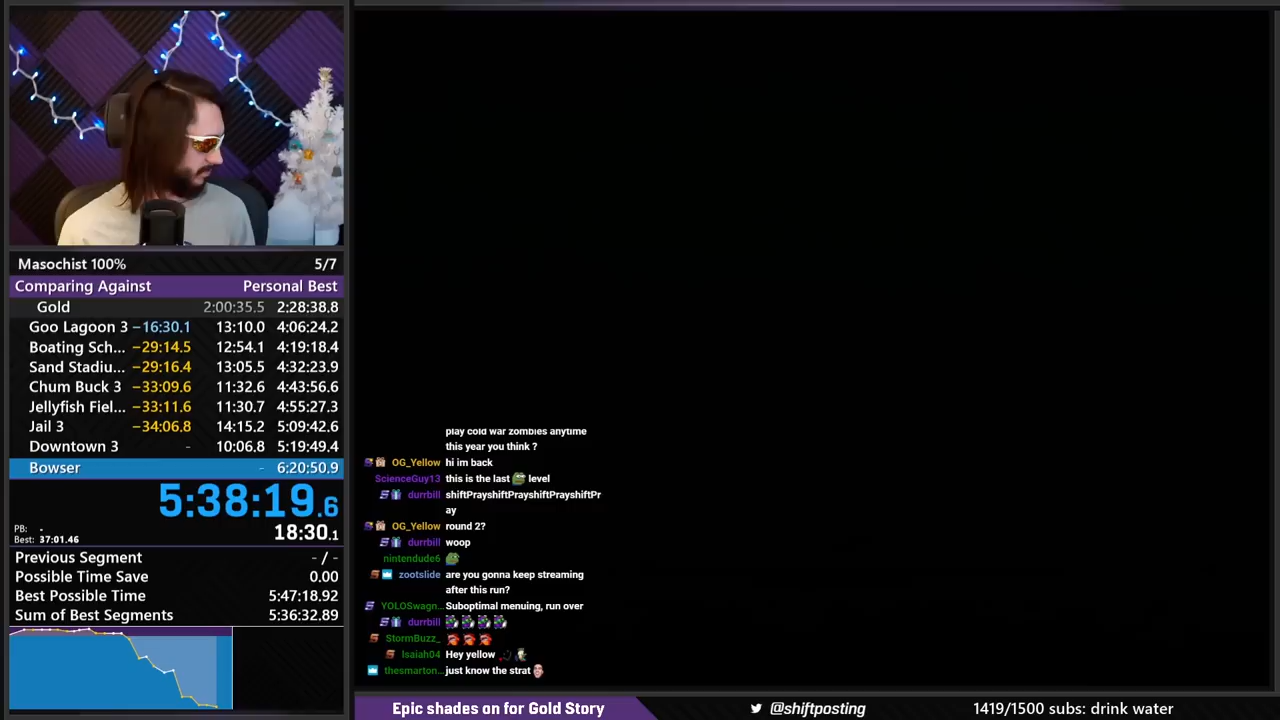 Masochist 100% 5/7
Comparing Against Personal Best
Gold 2:00:35.5 2:28:38.8
Goo Lagoon 3 −16:30.1 13:10.0 4:06:24.2
Boating Sch... −29:14.5 12:54.1 4:19:18.4
Sand Stadiu... −29:16.4 13:05.5 4:32:23.9
Chum Buck 3 −33:09.6 11:32.6 4:43:56.6
Jellyfish Fiel... −33:11.6 11:30.7 4:55:27.3
Jail 3 −34:06.8 14:15.2 5:09:42.6
Downtown 3 - 10:06.8 5:19:49.4
Bowser - 6:20:50.9
5:38:19.6
PB: -
Best: 37:01.46 18:30.1
Previous Segment - / -
Possible Time Save 0.00
Best Possible Time 5:47:18.92
Sum of Best Segments 5:36:32.89
play cold war zombies anytime
this year you think ?
OG_Yellow hi im back
ScienceGuy13 this is the last level
durrbill shiftPrayshiftPrayshiftPrayshiftPr
ay
OG_Yellow round 2?
durrbill woop
nintendude6
zootslide are you gonna keep streaming
after this run?
YOLOSwagn... Suboptimal menuing, run over
durrbill
StormBuzz_
Isaiah04 Hey yellow
thesmarton... just know the strat
Epic shades on for Gold Story @shiftposting 1419/1500 subs: drink water